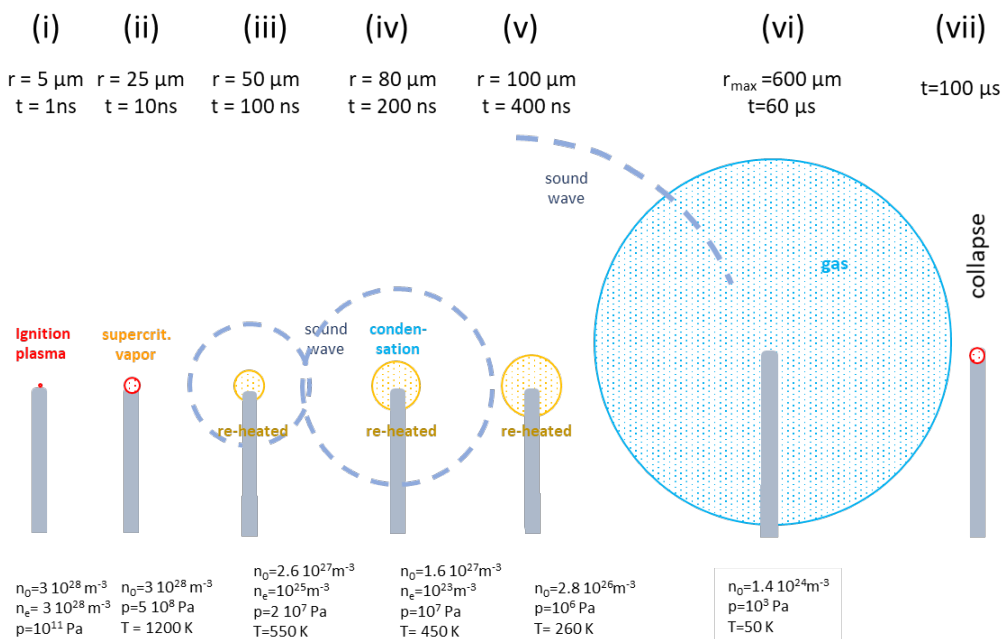 (i) (ii) (iii) (iv) (v) (vi) (vii)
r = 5 µm r = 25 µm r = 50 µm r = 80 µm r = 100 µm rmax =600 µm
t = 1ns t = 10ns t = 100 ns t = 200 ns t = 400 ns t=60 µs t=100 µs
sound
wave
gas
collapse
Ignition
plasma
supercrit.
vapor
sound
wave
conden-
sation
re-heated re-heated re-heated
n0=3 10^28 m^-3
ne= 3 10^28 m^-3
p=10^11 Pa
n0=3 10^28 m^-3
p=5 10^8 Pa
T = 1200 K
n0=2.6 10^27m^-3
ne=10^25m^-3
p=2 10^7 Pa
T=550 K
n0=1.6 10^27m^-3
ne=10^23m^-3
p=10^7 Pa
T= 450 K
n0=2.8 10^26m^-3
p=10^6 Pa
T = 260 K
n0=1.4 10^24m^-3
p=10^3 Pa
T=50 K